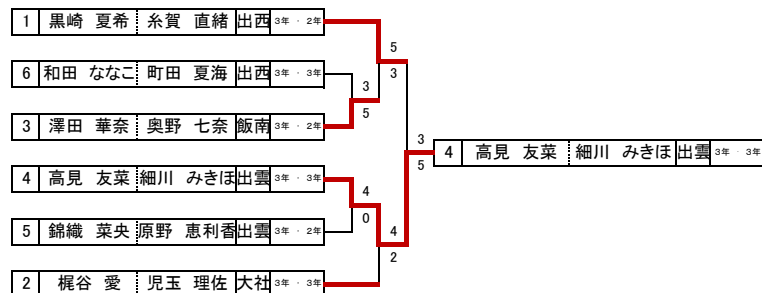 1 黒崎 夏希 糸賀 直緒 出西 3年 · 2年
5
6 和田 ななこ 町田 夏海 出西 3年 · 3年
3
3
5
3 澤田 華奈 奥野 七奈 飯南 3年 · 2年
3
4 高見 友菜 細川 みきほ 出雲 3年 · 3年
5
4 高見 友菜 細川 みきほ 出雲 3年 · 3年
4
0
5 錦織 菜央 原野 恵利香 出雲 3年 · 2年
4
2
2 梶谷 愛 児玉 理佐 大社 3年 · 3年